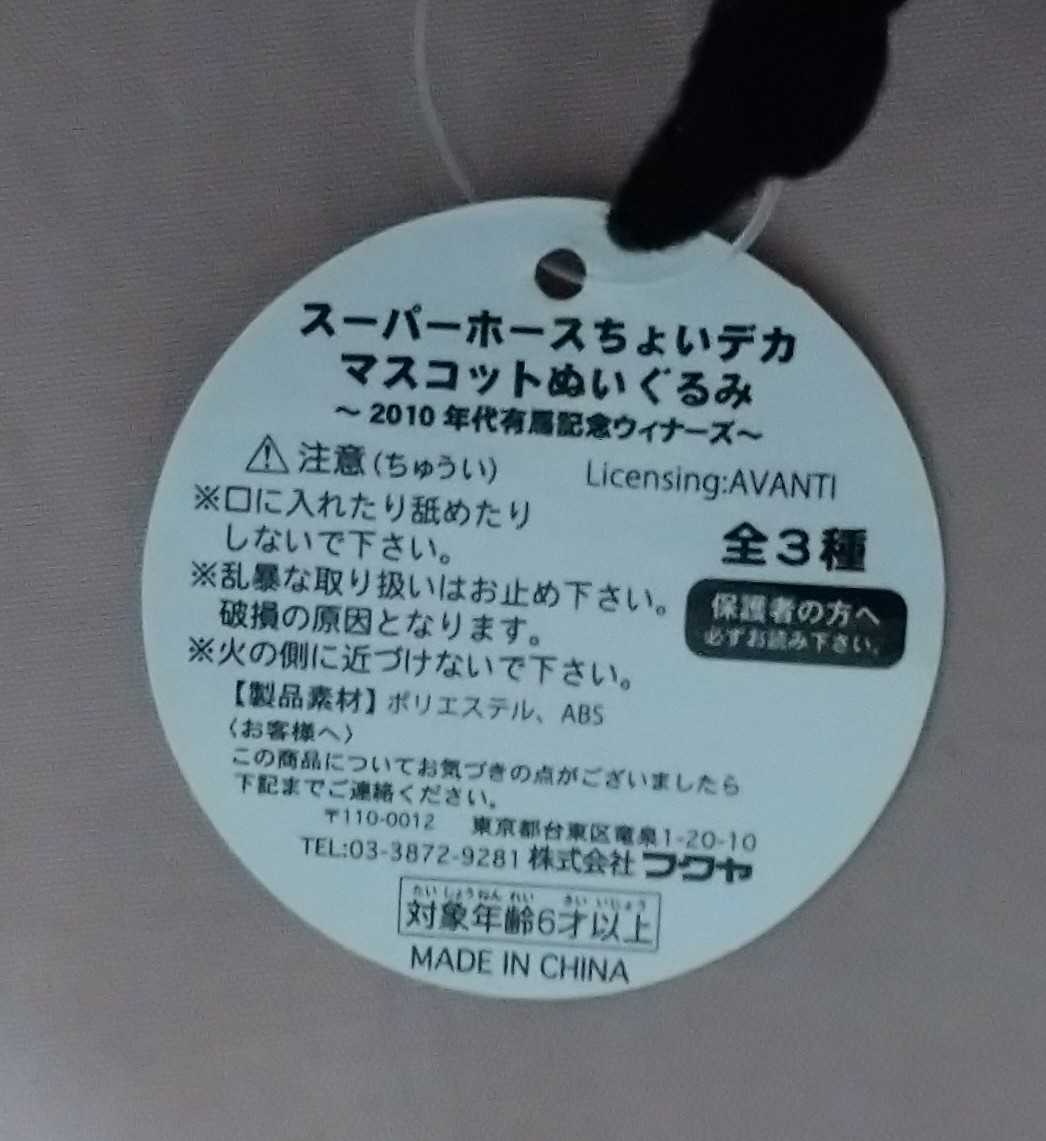 スーパーホースちょいデカ
マスコットぬいぐるみ
～2010年代有馬記念ウィナーズ～
⚠注意(ちゅうい)
Licensing:AVANTI
※口に入れたり舐めたり
しないで下さい。
※乱暴な取り扱いはお止め下さい。
破損の原因となります。
※火の側に近づけないで下さい。
全3種
保護者の方へ
必ずお読み下さい。
【製品素材】ポリエステル、ABS
〈お客様へ〉
この商品についてお気づきの点がございましたら
下記までご連絡ください。
〒110-0012 東京都台東区竜泉1-20-10
TEL:03-3872-9281 株式会社フクヤ
たいしょうねんれい さいいじょう
対象年齢6才以上
MADE IN CHINA